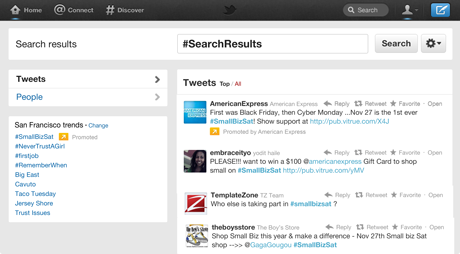 Home @ Connect # Discover Search
Search results #SearchResults Search
Tweets
People
San Francisco trends · Change
#SmallBizSat Promoted
#NeverTrustAGirl
#firstjob
#RememberWhen
Big East
Cavuto
Taco Tuesday
Jersey Shore
Trust Issues
Tweets Top / All
AmericanExpress American Express Reply Retweet Favorite · Open
First was Black Friday, then Cyber Monday ...Nov 27 is the 1st ever
#SmallBizSat! Show support at http://pub.vitrue.com/X4J
Promoted by American Express
embraceityo yodit haile Reply Retweet Favorite · Open
PLEASE!!! want to win a $100 @americanexpress Gift Card to shop
small on #SmallBizSat http://pub.vitrue.com/yMV
TemplateZone TZ Team Reply Retweet Favorite · Open
Who else is taking part in #smallbizsat ?
theboysstore The Boy's Store Reply Retweet Favorite · Open
Shop Small Biz this year & make a difference - Nov 27th Small biz Sat
shop -->> @GagaGougou #SmallBizSat